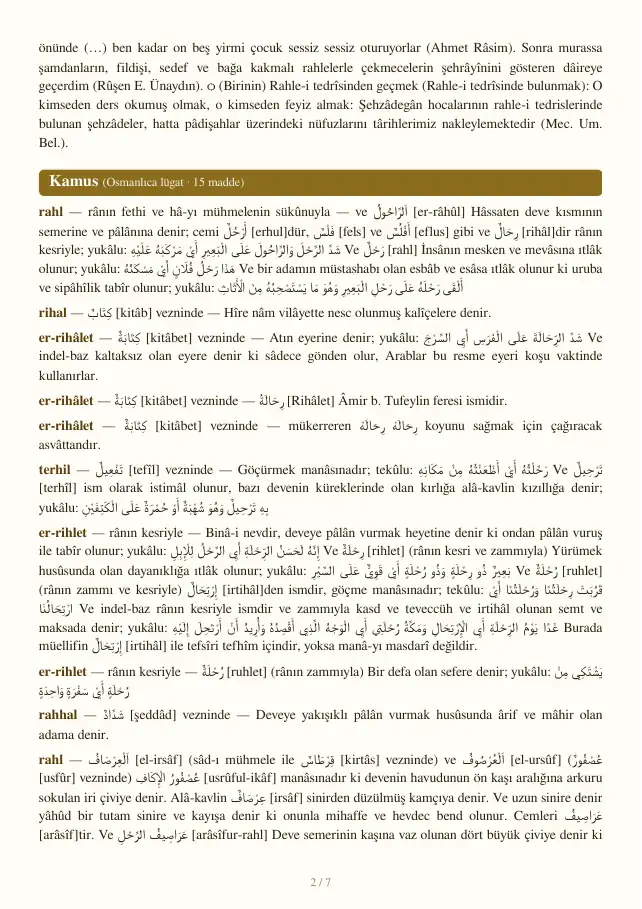 önünde (…) ben kadar on beş yirmi çocuk sessiz sessiz oturuyorlar (Ahmet Râsim). Sonra murassa
şamdanların, fildişi, sedef ve bağa kakmalı rahlelerle çekmecelerin şehrâyînini gösteren dâireye
geçerdim (Rûşen E. Ünaydın). o (Birinin) Rahle-i tedrîsinden geçmek (Rahle-i tedrîsinde bulunmak): O
kimseden ders okumuş olmak, o kimseden feyiz almak: Şehzâdegân hocalarının rahle-i tedrislerinde
bulunan şehzâdeler, hatta pâdişahlar üzerindeki nüfuzlarını târihlerimiz nakleylemektedir (Mec. Um.
Bel.).
Kamus (Osmanlıca lügat · 15 madde)
rahl — rânın fethi ve hâ-yı mühmelenin sükûnuyla — ve اَلرَّاحُولُ [er-râhûl] Hâssaten deve kısmının
semerine ve pâlânına denir; cemi أَرْحُلٌ [erhul]dür, فَلْسٌ [fels] ve أَفْلُسٌ [eflus] gibi ve رِحَالٌ [rihâl]dir rânın
kesriyle; yukâlu: شَدَّ الرَّحْلَ وَالرَّاحُولَ عَلَى الْبَعِيرِ أَيْ مَرْكَبَهُ عَلَيْهِ Ve رَحْلٌ [rahl] İnsânın mesken ve mevâsına ıtlâk
olunur; yukâlu: هَذَا رَحْلُ فُلَانٍ أَيْ مَسْكَنُهُ Ve bir adamın müstashabı olan esbâb ve esâsa ıtlâk olunur ki uruba
ve sipâhîlik tabîr olunur; yukâlu: أَلْقَى رَحْلَهُ عَلَى رَحْلِ الْبَعِيرِ وَهُوَ مَا يَسْتَصْحِبُهُ مِنَ الْأَثَاثِ
rihal — كِتَابٌ [kitâb] vezninde — Hîre nâm vilâyette nesc olunmuş kalîçelere denir.
er-rihâlet — كِتَابَةٌ [kitâbet] vezninde — Atın eyerine denir; yukâlu: شَدَّ الرِّحَالَةَ عَلَى الْفَرَسِ أَيِ السَّرْجَ Ve
indel-baz kaltaksız olan eyere denir ki sâdece gönden olur, Arablar bu resme eyeri koşu vaktinde
kullanırlar.
er-rihâlet — كِتَابَةٌ [kitâbet] vezninde — رِحَالَةُ [Rihâlet] Âmir b. Tufeylin feresi ismidir.
er-rihâlet — كِتَابَةٌ [kitâbet] vezninde — mükerreren رِحَالَهْ رِحَالَهْ koyunu sağmak için çağıracak
asvâttandır.
terhil — تَفْعِيلٌ [tefîl] vezninde — Göçürmek manâsınadır; tekûlu: رَحَّلْتُهُ أَيْ أَظْعَنْتُهُ مِنْ مَكَانِهِ Ve تَرْحِيلٌ
[terhîl] ism olarak istimâl olunur, bazı devenin küreklerinde olan kırlığa alâ-kavlin kızıllığa denir;
yukâlu: بِهِ تَرْحِيلٌ وَهُوَ شُهْبَةٌ أَوْ حُمْرَةٌ عَلَى الْكَتِفَيْنِ
er-rihlet — rânın kesriyle — Binâ-i nevdir, deveye pâlân vurmak heyetine denir ki ondan pâlân vuruş
ile tabîr olunur; yukâlu: إِنَّهُ لَحَسَنُ الرِّحْلَةِ أَيِ الرَّحْلِ لِلْإِبِلِ Ve رِحْلَةٌ [rihlet] (rânın kesri ve zammıyla) Yürümek
husûsunda olan dayanıklığa ıtlâk olunur; yukâlu: بَعِيرٌ ذُو رِحْلَةٍ وَذُو رُحْلَةٍ أَيْ قَوِيٌّ عَلَى السَّيْرِ Ve رُحْلَةٌ [ruhlet]
(rânın zammı ve kesriyle) إِرْتِحَالٌ [irtihâl]den ismdir, göçme manâsınadır; tekûlu: قَرُبَتْ رِحْلَتُنَا وَرُحْلَتُنَا أَيْ
ارْتِحَالُنَا Ve indel-baz rânın kesriyle ismdir ve zammıyla kasd ve teveccüh ve irtihâl olunan semt ve
maksada denir; yukâlu: غَدًا يَوْمُ الرِّحْلَةِ أَيِ الْإِرْتِحَالِ وَمَكَّةُ رُحْلَتِي أَيِ الْوَجْهُ الَّذِي أَقْصِدُهُ وَأُرِيدُ أَنْ أَرْتَحِلَ إِلَيْهِ Burada
müellifin إِرْتِحَالٌ [irtihâl] ile tefsîri tefhîm içindir, yoksa manâ-yı masdarî değildir.
er-rihlet — rânın kesriyle — رُحْلَةٌ [ruhlet] (rânın zammıyla) Bir defa olan sefere denir; yukâlu: يَشْتَكِي مِنْ
رُحْلَةٍ أَيْ سَفْرَةٍ وَاحِدَةٍ
rahhal — شَدَّادٌ [şeddâd] vezninde — Deveye yakışıklı pâlân vurmak husûsunda ârif ve mâhir olan
adama denir.
rahl — اَلْعِرْصَافُ [el-irsâf] (sâd-ı mühmele ile قِرْطَاسٌ [kirtâs] vezninde) ve اَلْعُرْصُوفُ [el-ursûf] (عُصْفُورٌ
[usfûr] vezninde) عُصْفُورُ الْإِكَافِ [usrûful-ikâf] manâsınadır ki devenin havudunun ön kaşı aralığına arkuru
sokulan iri çiviye denir. Alâ-kavlin عِرْصَافٌ [irsâf] sinirden düzülmüş kamçıya denir. Ve uzun sinire denir
yâhûd bir tutam sinire ve kayışa denir ki onunla mihaffe ve hevdec bend olunur. Cemleri عَرَاصِيفُ
[arâsîf]tir. Ve عَرَاصِيفُ الرَّحْلِ [arâsîfur-rahl] Deve semerinin kaşına vaz olunan dört büyük çiviye denir ki
2 / 7